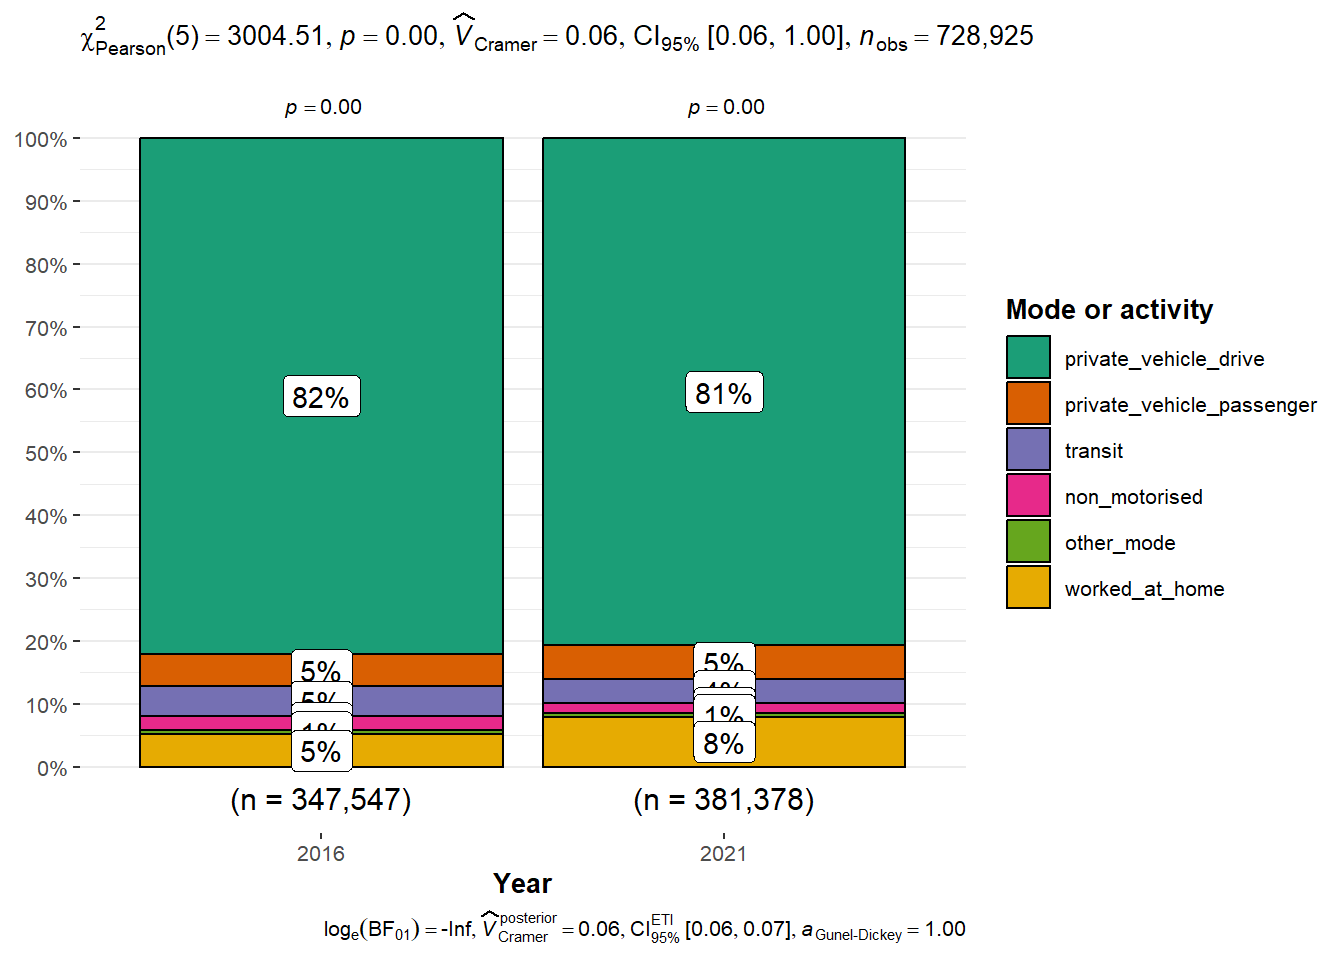 χ²Pearson(5) = 3004.51, p = 0.00, V̂Cramer = 0.06, CI95% [0.06, 1.00], nobs = 728,925
p = 0.00
p = 0.00
100%
90%
80%
70%
60%
50%
40%
30%
20%
10%
0%
82%
5%
5%
1%
5%
81%
5%
4%
1%
8%
(n = 347,547)
(n = 381,378)
2016
2021
Year
Mode or activity
private_vehicle_drive
private_vehicle_passenger
transit
non_motorised
other_mode
worked_at_home
loge(BF01) = -Inf, V̂posteriorCramer = 0.06, CIETI95% [0.06, 0.07], aGunel-Dickey = 1.00